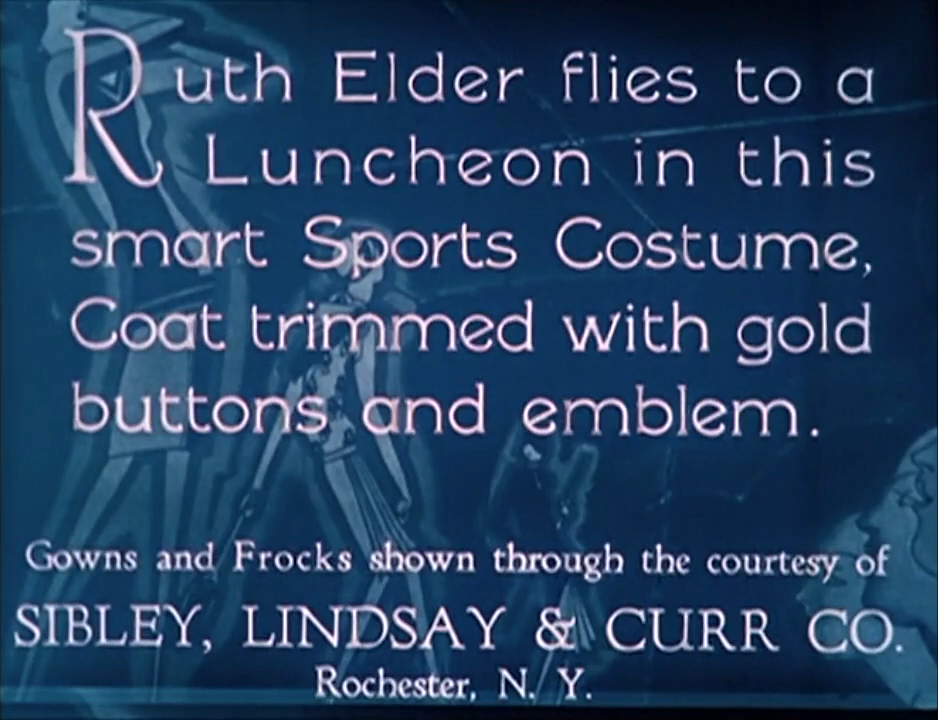 Ruth Elder flies to a
Luncheon in this
smart Sports Costume,
Coat trimmed with gold
buttons and emblem.
Gowns and Frocks shown through the courtesy of
SIBLEY, LINDSAY & CURR CO.
Rochester, N. Y.